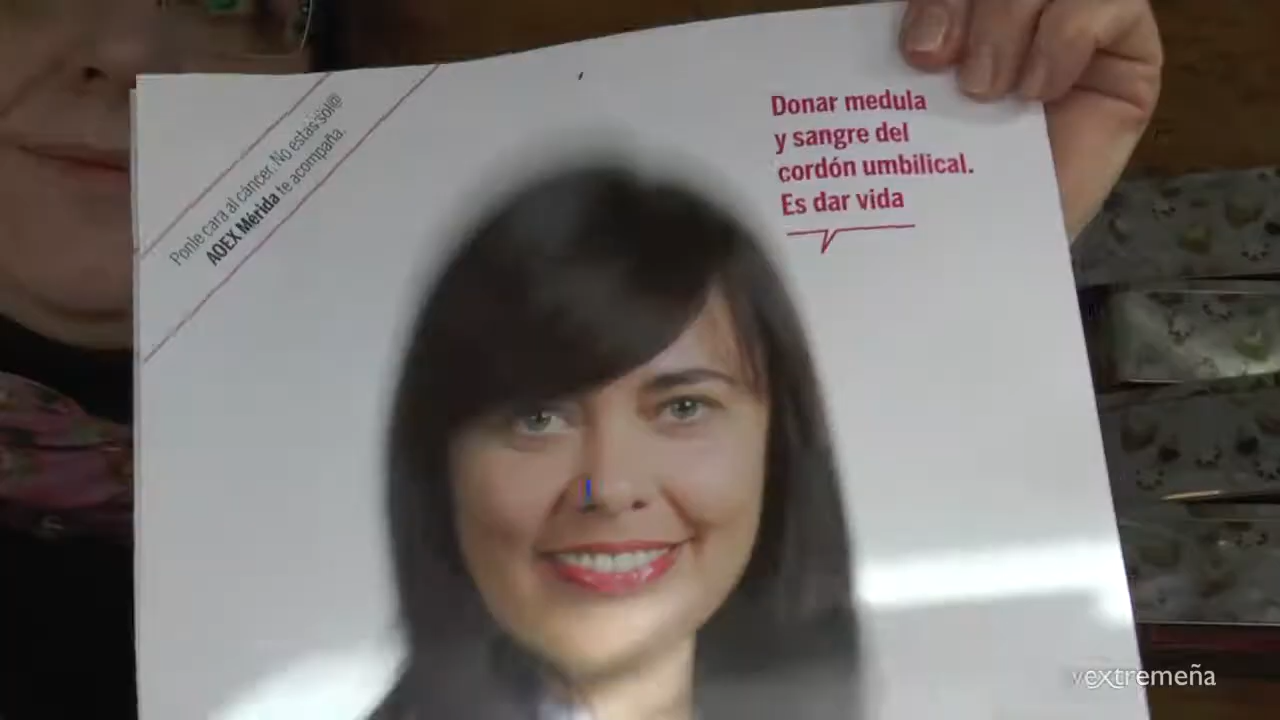 Ponle cara al cáncer. No estás sol@
AOEX Mérida te acompaña.
Donar medula
y sangre del
cordón umbilical.
Es dar vida
extremeña